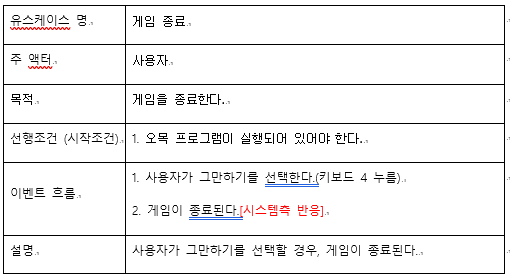 유스케이스 명 게임 종료
주 액터 사용자
목적 게임을 종료한다.
선행조건 (시작조건) 1. 오목 프로그램이 실행되어 있어야 한다.
이벤트 흐름 1. 사용자가 그만하기를 선택한다.(키보드 4 누름)
2. 게임이 종료된다.[시스템측 반응]
설명 사용자가 그만하기를 선택할 경우, 게임이 종료된다.